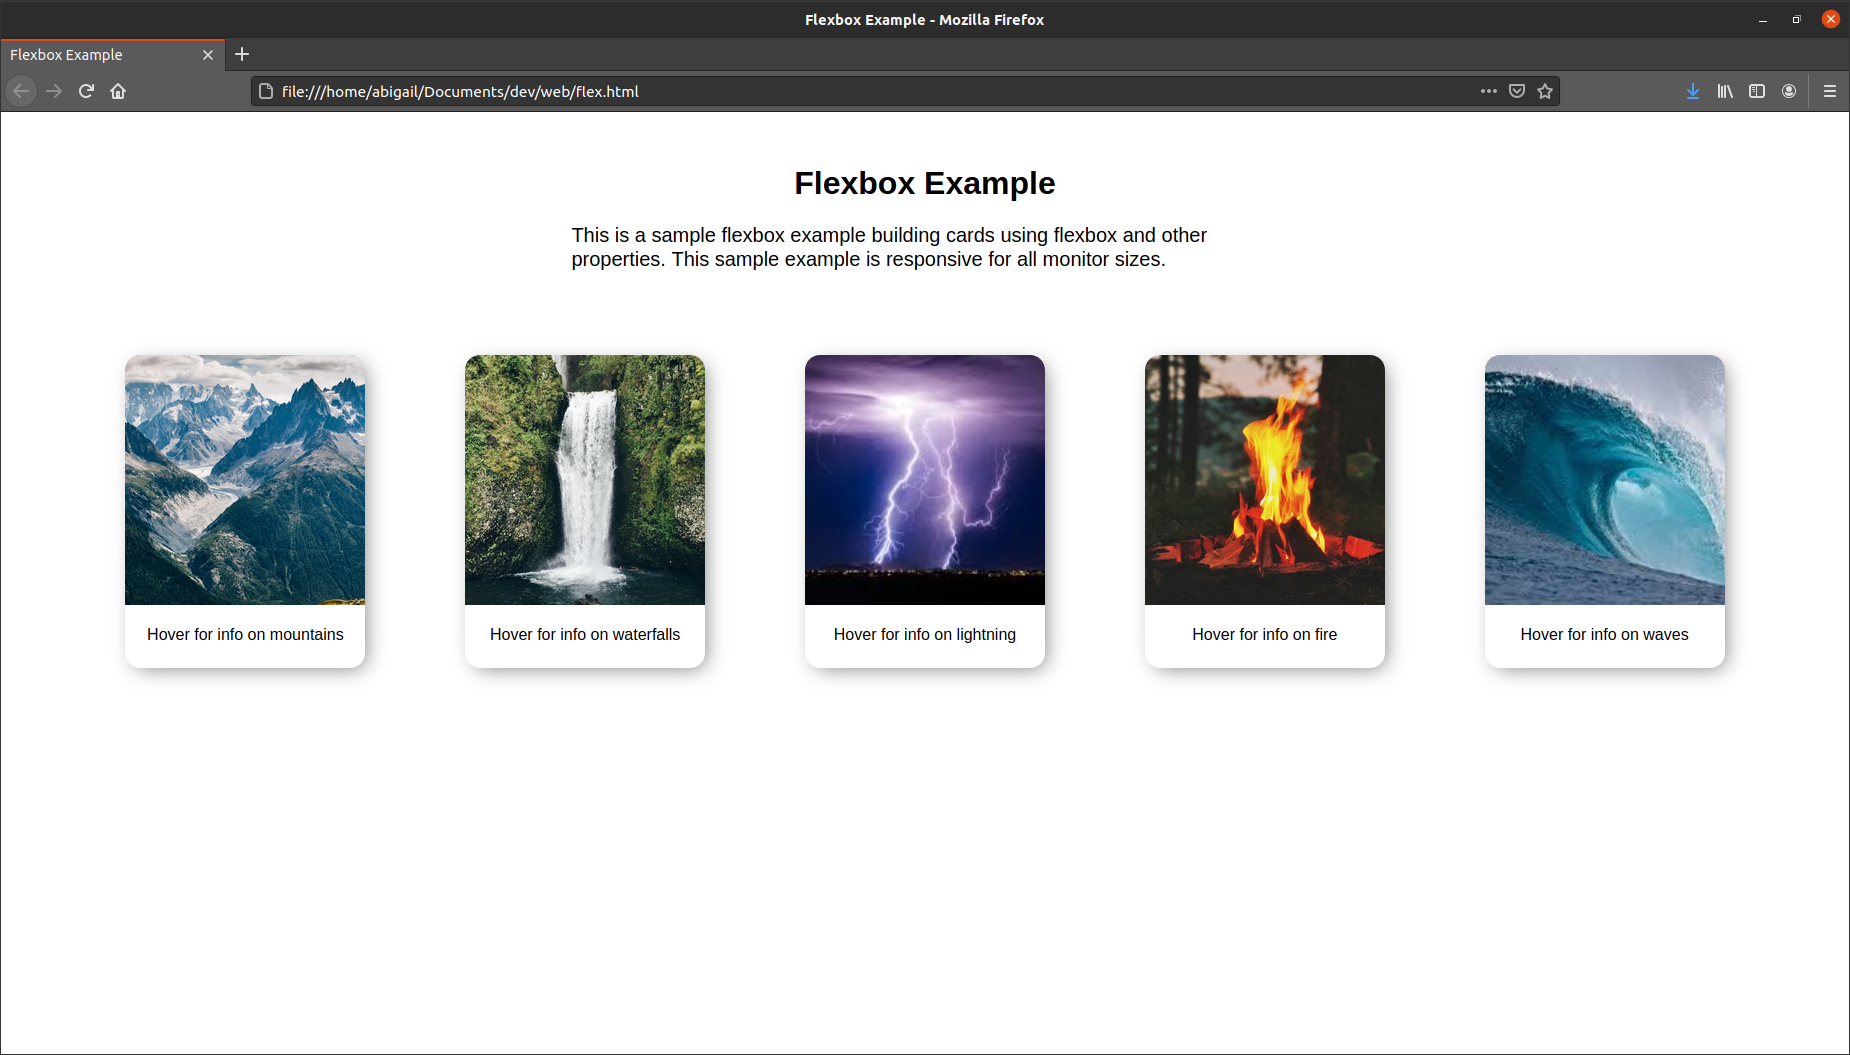 Flexbox Example - Mozilla Firefox
Flexbox Example
file:///home/abigail/Documents/dev/web/flex.html
Flexbox Example
This is a sample flexbox example building cards using flexbox and other
properties. This sample example is responsive for all monitor sizes.
Hover for info on mountains
Hover for info on waterfalls
Hover for info on lightning
Hover for info on fire
Hover for info on waves